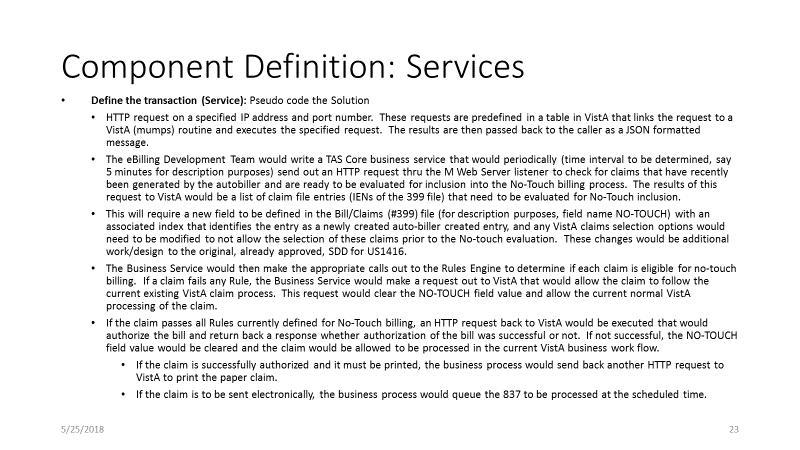 Component Definition: Services
• Define the transaction (Service): Pseudo code the Solution
• HTTP request on a specified IP address and port number. These requests are predefined in a table in VistA that links the request to a
VistA (mumps) routine and executes the specified request. The results are then passed back to the caller as a JSON formatted
message.
• The eBilling Development Team would write a TAS Core business service that would periodically (time interval to be determined, say
5 minutes for description purposes) send out an HTTP request thru the M Web Server listener to check for claims that have recently
been generated by the autobiller and are ready to be evaluated for inclusion into the No-Touch billing process. The results of this
request to VistA would be a list of claim file entries (IENs of the 399 file) that need to be evaluated for No-Touch inclusion.
• This will require a new field to be defined in the Bill/Claims (#399) file (for description purposes, field name NO-TOUCH) with an
associated index that identifies the entry as a newly created auto-biller created entry, and any VistA claims selection options would
need to be modified to not allow the selection of these claims prior to the No-touch evaluation. These changes would be additional
work/design to the original, already approved, SDD for US1416.
• The Business Service would then make the appropriate calls out to the Rules Engine to determine if each claim is eligible for no-touch
billing. If a claim fails any Rule, the Business Service would make a request out to VistA that would allow the claim to follow the
current existing VistA claim process. This request would clear the NO-TOUCH field value and allow the current normal VistA
processing of the claim.
• If the claim passes all Rules currently defined for No-Touch billing, an HTTP request back to VistA would be executed that would
authorize the bill and return back a response whether authorization of the bill was successful or not. If not successful, the NO-TOUCH
field value would be cleared and the claim would be allowed to be processed in the current VistA business work flow.
• If the claim is successfully authorized and it must be printed, the business process would send back another HTTP request to
VistA to print the paper claim.
• If the claim is to be sent electronically, the business process would queue the 837 to be processed at the scheduled time.
5/25/2018
23